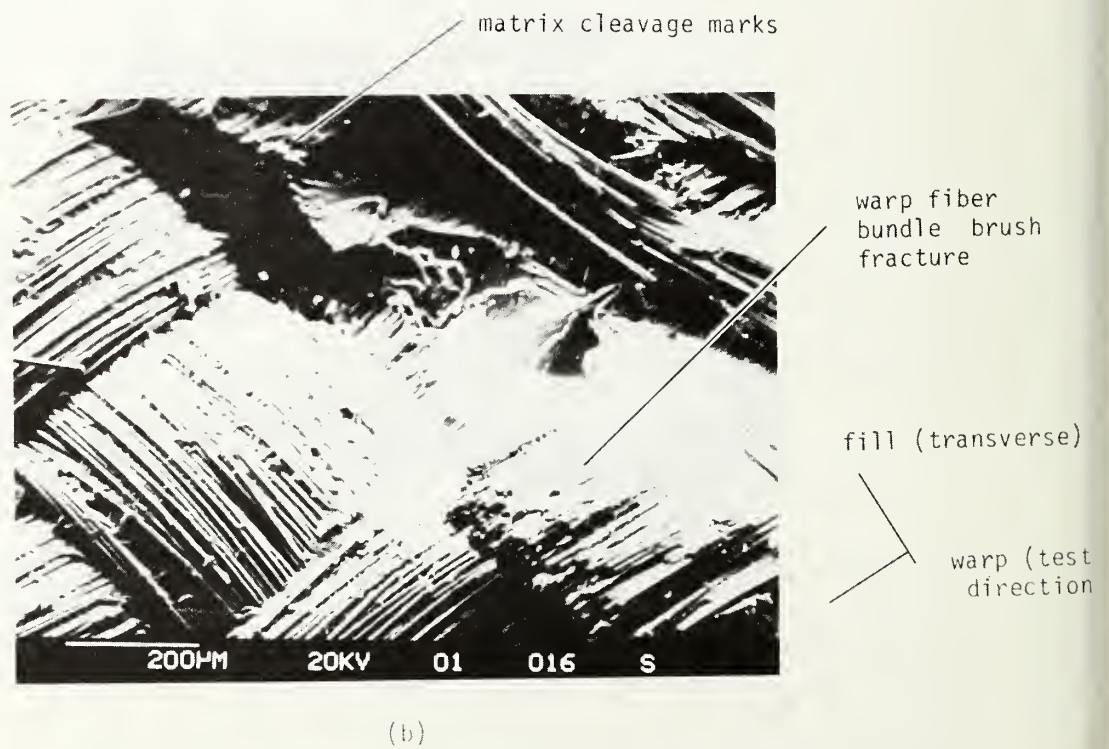 matrix cleavage marks
warp fiber
bundle brush
fracture
fill (transverse)
warp (test
direction
200µM 20KV 01 016 S
(b)